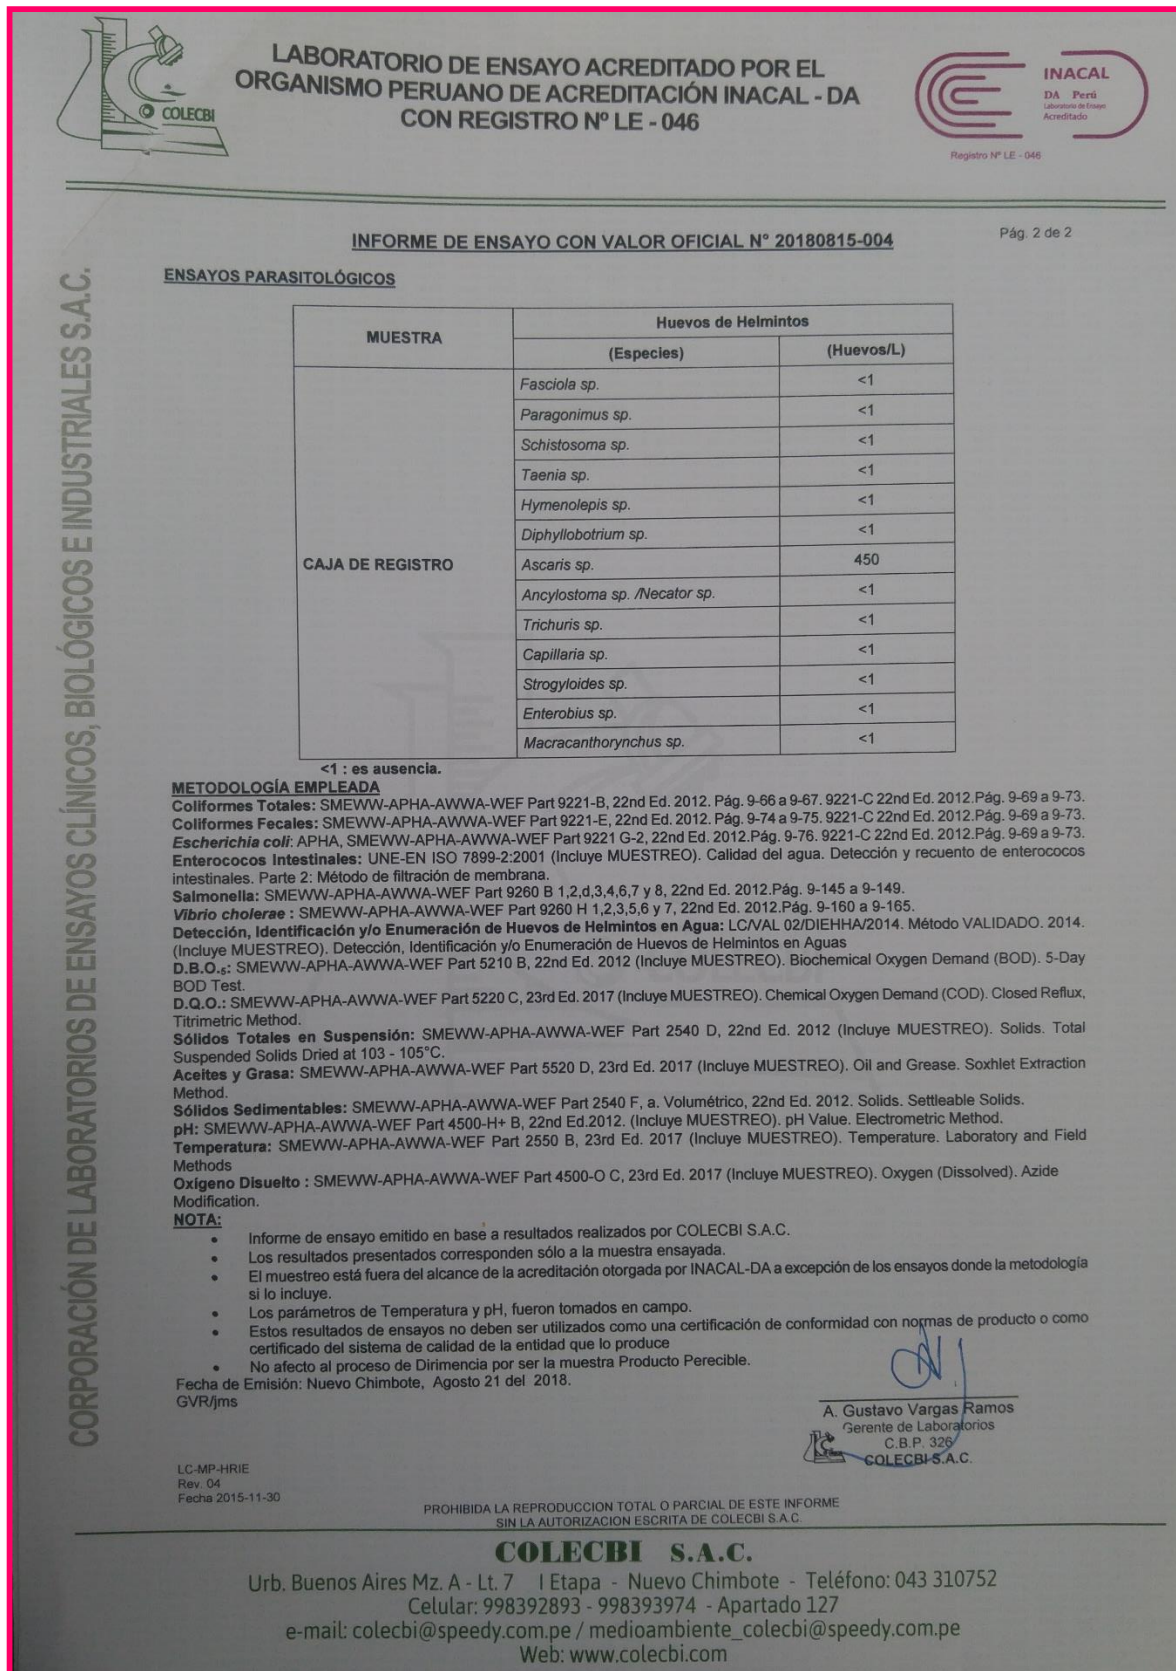 COLECBI
LABORATORIO DE ENSAYO ACREDITADO POR EL
ORGANISMO PERUANO DE ACREDITACIÓN INACAL - DA
CON REGISTRO Nº LE - 046
INACAL
DA Perú
Laboratorio de Ensayo
Acreditado
Registro Nº LE - 046
INFORME DE ENSAYO CON VALOR OFICIAL N° 20180815-004
Pág. 2 de 2
CORPORACIÓN DE LABORATORIOS DE ENSAYOS CLÍNICOS, BIOLÓGICOS E INDUSTRIALES S.A.C.
ENSAYOS PARASITOLÓGICOS
MUESTRA
Huevos de Helmintos
(Especies) (Huevos/L)
CAJA DE REGISTRO
Fasciola sp. <1
Paragonimus sp. <1
Schistosoma sp. <1
Taenia sp. <1
Hymenolepis sp. <1
Diphyllobotrium sp. <1
Ascaris sp. 450
Ancylostoma sp. /Necator sp. <1
Trichuris sp. <1
Capillaria sp. <1
Strogyloides sp. <1
Enterobius sp. <1
Macracanthorynchus sp. <1
<1 : es ausencia.
METODOLOGÍA EMPLEADA
Coliformes Totales: SMEWW-APHA-AWWA-WEF Part 9221-B, 22nd Ed. 2012. Pág. 9-66 a 9-67. 9221-C 22nd Ed. 2012.Pág. 9-69 a 9-73.
Coliformes Fecales: SMEWW-APHA-AWWA-WEF Part 9221-E, 22nd Ed. 2012. Pág. 9-74 a 9-75. 9221-C 22nd Ed. 2012.Pág. 9-69 a 9-73.
Escherichia coli: APHA, SMEWW-APHA-AWWA-WEF Part 9221 G-2, 22nd Ed. 2012.Pág. 9-76. 9221-C 22nd Ed. 2012.Pág. 9-69 a 9-73.
Enterococos Intestinales: UNE-EN ISO 7899-2:2001 (Incluye MUESTREO). Calidad del agua. Detección y recuento de enterococos
intestinales. Parte 2: Método de filtración de membrana.
Salmonella: SMEWW-APHA-AWWA-WEF Part 9260 B 1,2,d,3,4,6,7 y 8, 22nd Ed. 2012.Pág. 9-145 a 9-149.
Vibrio cholerae : SMEWW-APHA-AWWA-WEF Part 9260 H 1,2,3,5,6 y 7, 22nd Ed. 2012.Pág. 9-160 a 9-165.
Detección, Identificación y/o Enumeración de Huevos de Helmintos en Agua: LC/VAL 02/DIEHHA/2014. Método VALIDADO. 2014.
(Incluye MUESTREO). Detección, Identificación y/o Enumeración de Huevos de Helmintos en Aguas
D.B.O.₅: SMEWW-APHA-AWWA-WEF Part 5210 B, 22nd Ed. 2012 (Incluye MUESTREO). Biochemical Oxygen Demand (BOD). 5-Day
BOD Test.
D.Q.O.: SMEWW-APHA-AWWA-WEF Part 5220 C, 23rd Ed. 2017 (Incluye MUESTREO). Chemical Oxygen Demand (COD). Closed Reflux,
Titrimetric Method.
Sólidos Totales en Suspensión: SMEWW-APHA-AWWA-WEF Part 2540 D, 22nd Ed. 2012 (Incluye MUESTREO). Solids. Total
Suspended Solids Dried at 103 - 105°C.
Aceites y Grasa: SMEWW-APHA-AWWA-WEF Part 5520 D, 23rd Ed. 2017 (Incluye MUESTREO). Oil and Grease. Soxhlet Extraction
Method.
Sólidos Sedimentables: SMEWW-APHA-AWWA-WEF Part 2540 F, a. Volumétrico, 22nd Ed. 2012. Solids. Settleable Solids.
pH: SMEWW-APHA-AWWA-WEF Part 4500-H+ B, 22nd Ed.2012. (Incluye MUESTREO). pH Value. Electrometric Method.
Temperatura: SMEWW-APHA-AWWA-WEF Part 2550 B, 23rd Ed. 2017 (Incluye MUESTREO). Temperature. Laboratory and Field
Methods
Oxígeno Disuelto : SMEWW-APHA-AWWA-WEF Part 4500-O C, 23rd Ed. 2017 (Incluye MUESTREO). Oxygen (Dissolved). Azide
Modification.
NOTA:
• Informe de ensayo emitido en base a resultados realizados por COLECBI S.A.C.
• Los resultados presentados corresponden sólo a la muestra ensayada.
• El muestreo está fuera del alcance de la acreditación otorgada por INACAL-DA a excepción de los ensayos donde la metodología
si lo incluye.
• Los parámetros de Temperatura y pH, fueron tomados en campo.
• Estos resultados de ensayos no deben ser utilizados como una certificación de conformidad con normas de producto o como
certificado del sistema de calidad de la entidad que lo produce
• No afecto al proceso de Dirimencia por ser la muestra Producto Perecible.
Fecha de Emisión: Nuevo Chimbote, Agosto 21 del 2018.
GVR/jms
A. Gustavo Vargas Ramos
Gerente de Laboratorios
C.B.P. 326
COLECBI S.A.C.
LC-MP-HRIE
Rev. 04
Fecha 2015-11-30
PROHIBIDA LA REPRODUCCION TOTAL O PARCIAL DE ESTE INFORME
SIN LA AUTORIZACION ESCRITA DE COLECBI S.A.C.
COLECBI S.A.C.
Urb. Buenos Aires Mz. A - Lt. 7 I Etapa - Nuevo Chimbote - Teléfono: 043 310752
Celular: 998392893 - 998393974 - Apartado 127
e-mail: colecbi@speedy.com.pe / medioambiente_colecbi@speedy.com.pe
Web: www.colecbi.com